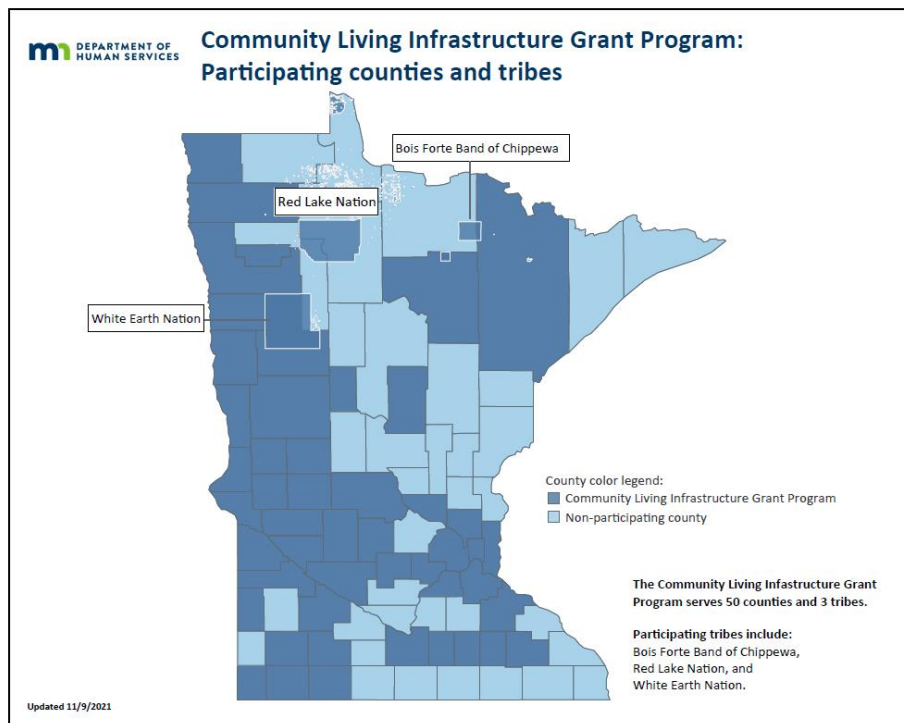 mn DEPARTMENT OF
HUMAN SERVICES
Community Living Infrastructure Grant Program:
Participating counties and tribes
Bois Forte Band of Chippewa
Red Lake Nation
White Earth Nation
County color legend:
Community Living Infrastructure Grant Program
Non-participating county
The Community Living Infastructure Grant
Program serves 50 counties and 3 tribes.
Participating tribes include:
Bois Forte Band of Chippewa,
Red Lake Nation, and
White Earth Nation.
Updated 11/9/2021